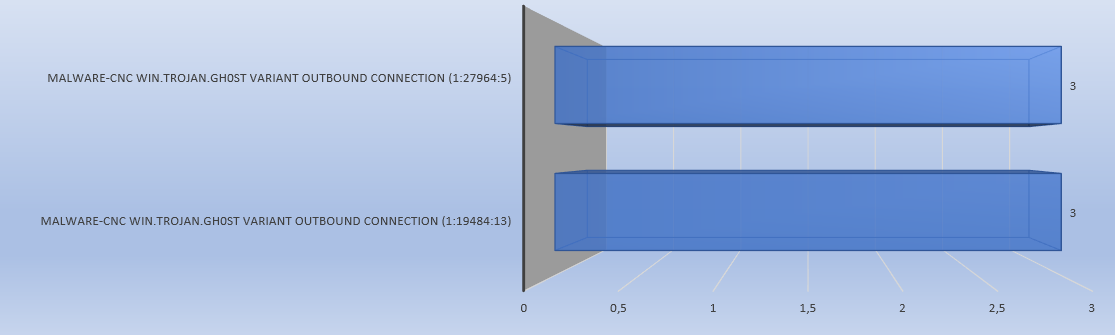 MALWARE-CNC WIN.TROJAN.GH0ST VARIANT OUTBOUND CONNECTION (1:27964:5)
3
MALWARE-CNC WIN.TROJAN.GH0ST VARIANT OUTBOUND CONNECTION (1:19484:13)
3
0 0,5 1 1,5 2 2,5 3